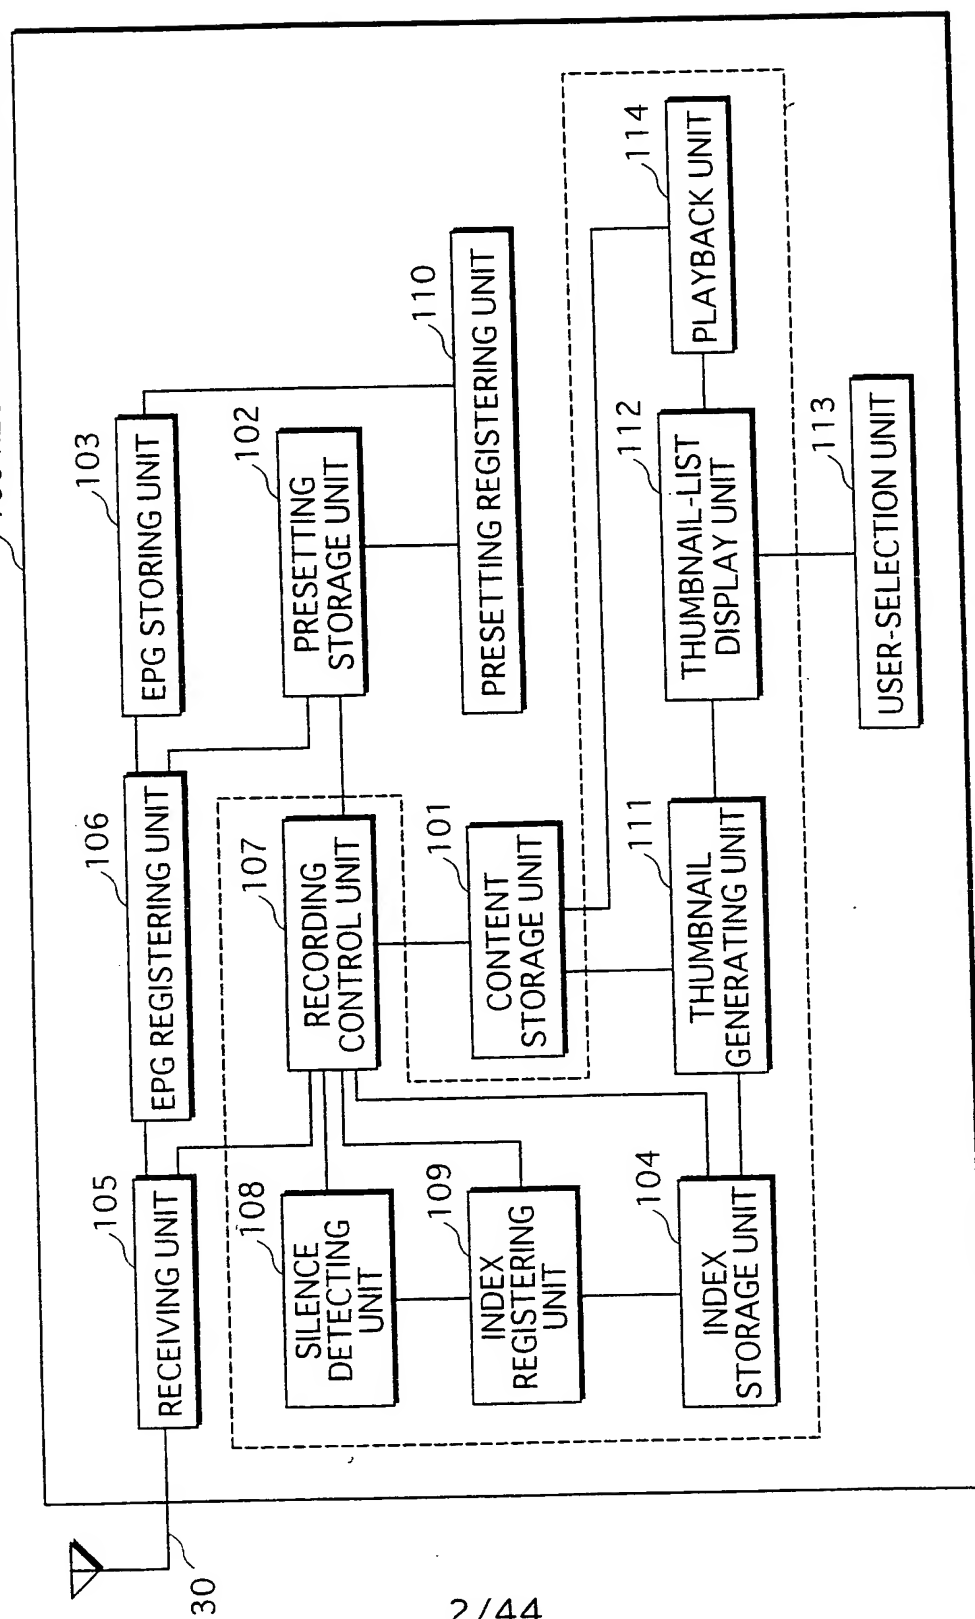 30
105
RECEIVING UNIT
106
EPG REGISTERING UNIT
103
EPG STORING UNIT
108
SILENCE
DETECTING
UNIT
107
RECORDING
CONTROL UNIT
102
PRESETTING
STORAGE UNIT
109
INDEX
REGISTERING
UNIT
101
CONTENT
STORAGE UNIT
110
PRESETTING REGISTERING UNIT
104
INDEX
STORAGE UNIT
111
THUMBNAIL
GENERATING UNIT
112
THUMBNAIL-LIST
DISPLAY UNIT
114
PLAYBACK UNIT
113
USER-SELECTION UNIT
2/44